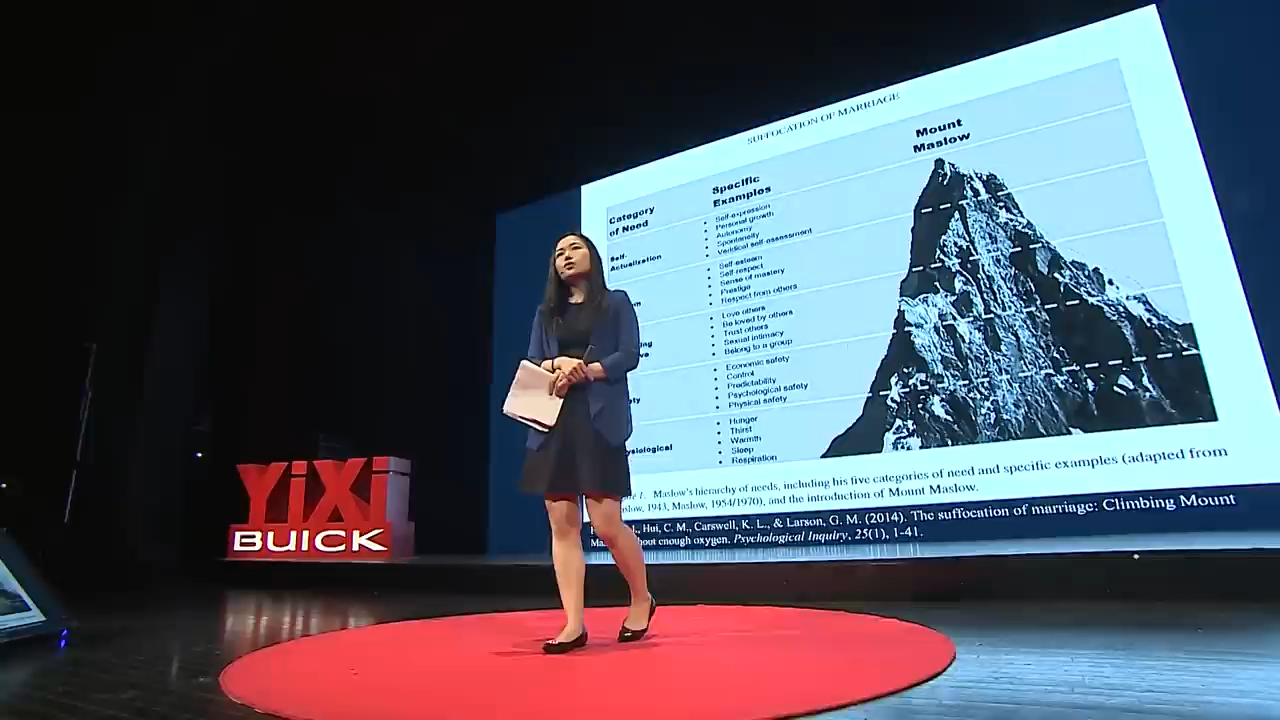 SUFFOCATION OF MARRIAGE
Mount
Maslow
Specific
Examples
Category
of Need
Self-
Actualization
• Self-expression
• Personal growth
• Autonomy
• Spontaneity
• Veridical self-assessment
• Self-esteem
• Self-respect
• Sense of mastery
• Prestige
• Respect from others
• Love others
• Be loved by others
• Trust others
• Sexual intimacy
• Belong to a group
• Economic safety
• Control
• Predictability
• Psychological safety
• Physical safety
ysiological
• Hunger
• Thirst
• Warmth
• Sleep
• Respiration
1. Maslow's hierarchy of needs, including his five categories of need and specific examples (adapted from
slow, 1943, Maslow, 1954/1970), and the introduction of Mount Maslow.
Hui, C. M., Carswell, K. L., & Larson, G. M. (2014). The suffocation of marriage: Climbing Mount
hout enough oxygen. Psychological Inquiry, 25(1), 1-41.
YiXi
BUICK